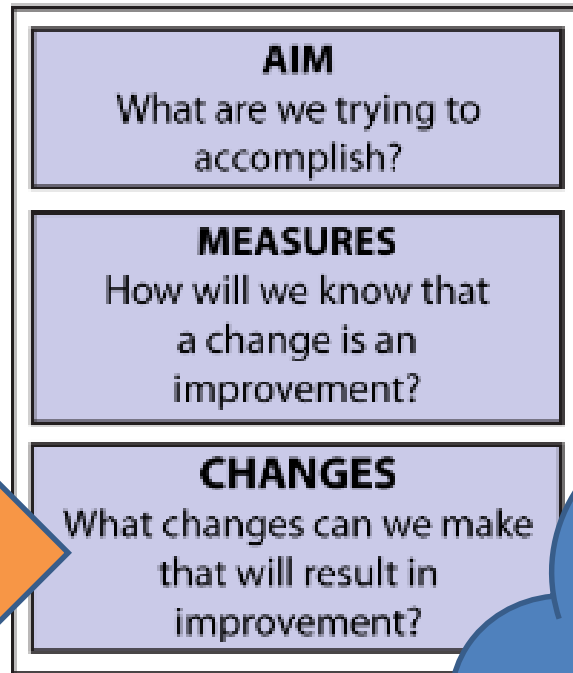 AIM
What are we trying to
accomplish?
MEASURES
How will we know that
a change is an
improvement?
CHANGES
What changes can we make
that will result in
improvement?